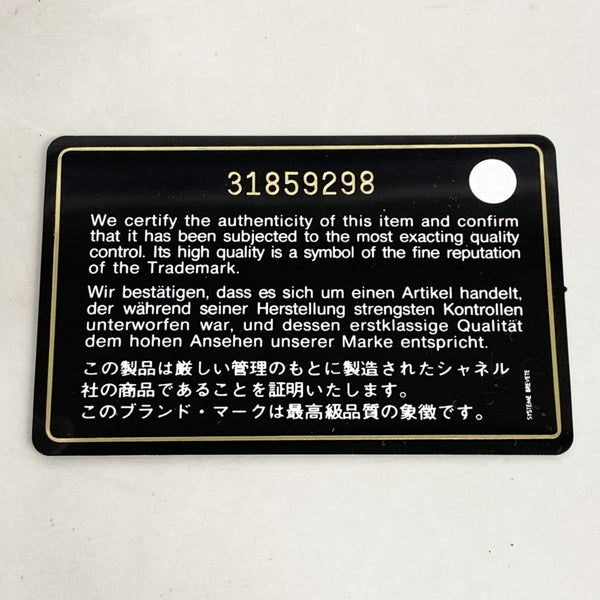 31859298
We certify the authenticity of this item and confirm
that it has been subjected to the most exacting quality
control. Its high quality is a symbol of the fine reputation
of the Trademark.
Wir bestätigen, dass es sich um einen Artikel handelt,
der während seiner Herstellung strengsten Kontrollen
unterworfen war, und dessen erstklassige Qualität
dem hohen Ansehen unserer Marke entspricht.
この製品は厳しい管理のもとに製造されたシャネル
社の商品であることを証明いたします。
このブランド・マークは最高級品質の象徴です。
SYSTEME BREVETE